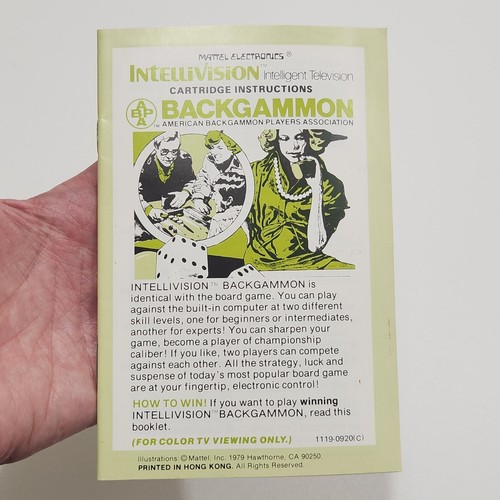 MATTEL ELECTRONICS®
INTELLIVISION™ Intelligent Television
CARTRIDGE INSTRUCTIONS
ABPA BACKGAMMON
™ AMERICAN BACKGAMMON PLAYERS ASSOCIATION
INTELLIVISION™ BACKGAMMON is
identical with the board game. You can play
against the built-in computer at two different
skill levels, one for beginners or intermediates,
another for experts! You can sharpen your
game, become a player of championship
caliber! If you like, two players can compete
against each other. All the strategy, luck and
suspense of today's most popular board game
are at your fingertip, electronic control!
HOW TO WIN! If you want to play winning
INTELLIVISION™ BACKGAMMON, read this
booklet.
(FOR COLOR TV VIEWING ONLY.) 1119-0920(C)
Illustrations: © Mattel, Inc. 1979 Hawthorne, CA 90250.
PRINTED IN HONG KONG. All Rights Reserved.